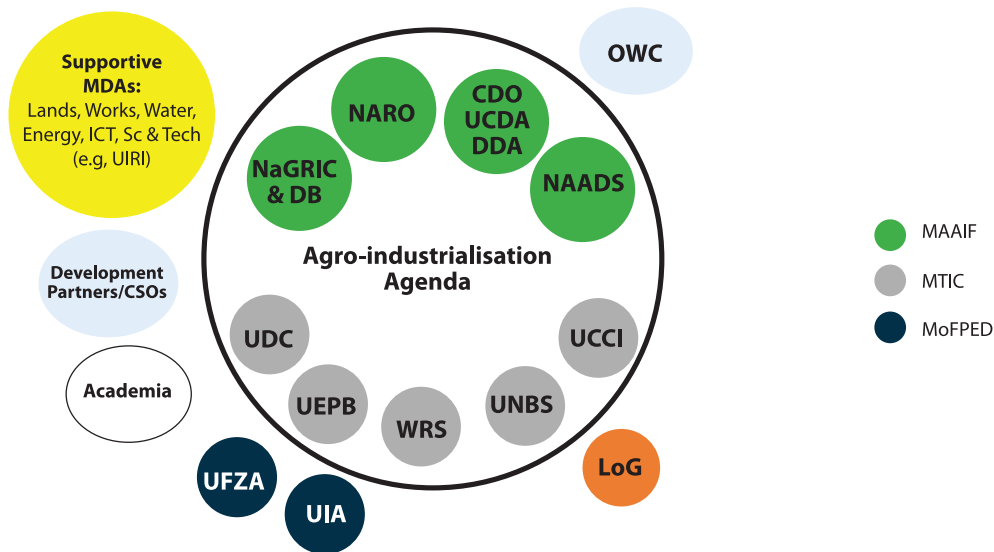 Supportive
MDAs:
Lands, Works, Water,
Energy, ICT, Sc & Tech
(e.g, UIRI)
OWC
NARO
CDO
UCDA
DDA
NaGRIC
& DB
NAADS
Agro-industrialisation
Agenda
Development
Partners/CSOs
Academia
UDC
UEPB
WRS
UNBS
UCCI
UFZA
UIA
LoG
MAAIF
MTIC
MoFPED